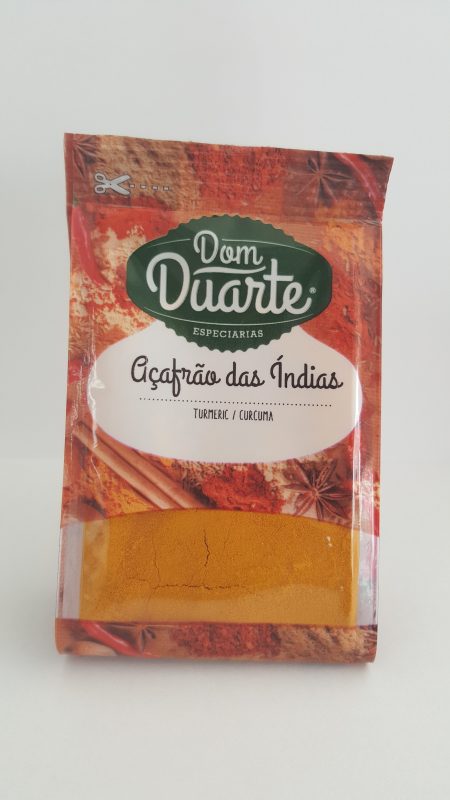 Dom
Duarte®
ESPECIARIAS
Açafrão das Índias
TURMERIC / CURCUMA